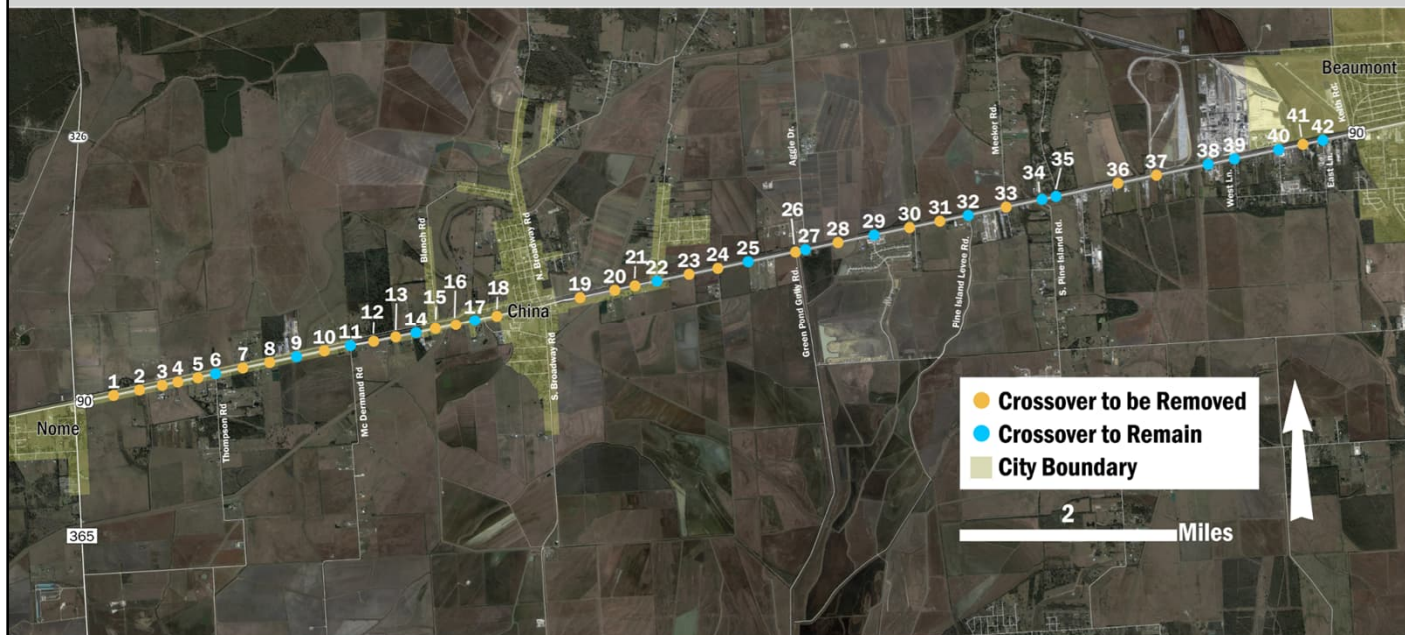 Beaumont
Keith Rd.
326
90
41
42
40
38
39
West Ln.
East Ln.
Aggie Dr.
Meeker Rd.
37
36
35
34
33
32
31
30
29
28
27
26
25
24
23
22
21
20
19
S. Pine Island Rd.
Pine Island Levee Rd.
Green Pond Gully Rd.
Blanch Rd
N. Broadway Rd
China
S. Broadway Rd
18
17
16
15
14
13
12
11
10
9
8
7
6
5
4
3
2
1
90
Nome
Thompson Rd
Mc Dermand Rd
365
Crossover to be Removed
Crossover to Remain
City Boundary
2
Miles